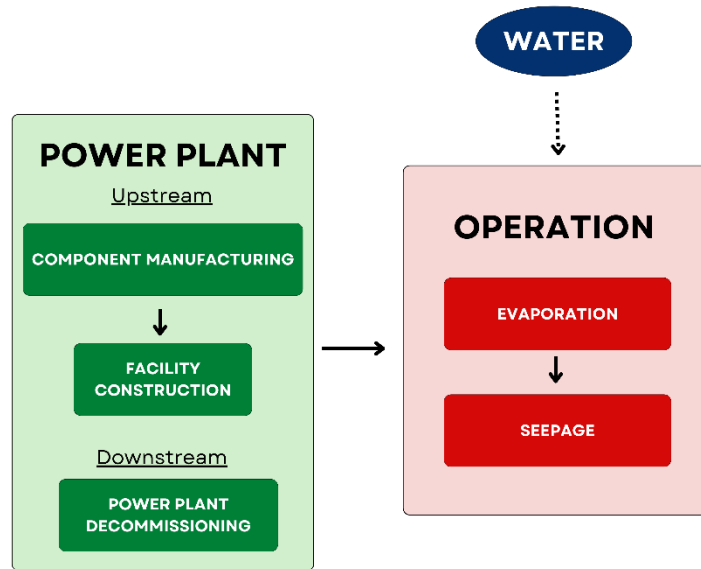 WATER
POWER PLANT
Upstream
COMPONENT MANUFACTURING
FACILITY
CONSTRUCTION
Downstream
POWER PLANT
DECOMMISSIONING
OPERATION
EVAPORATION
SEEPAGE